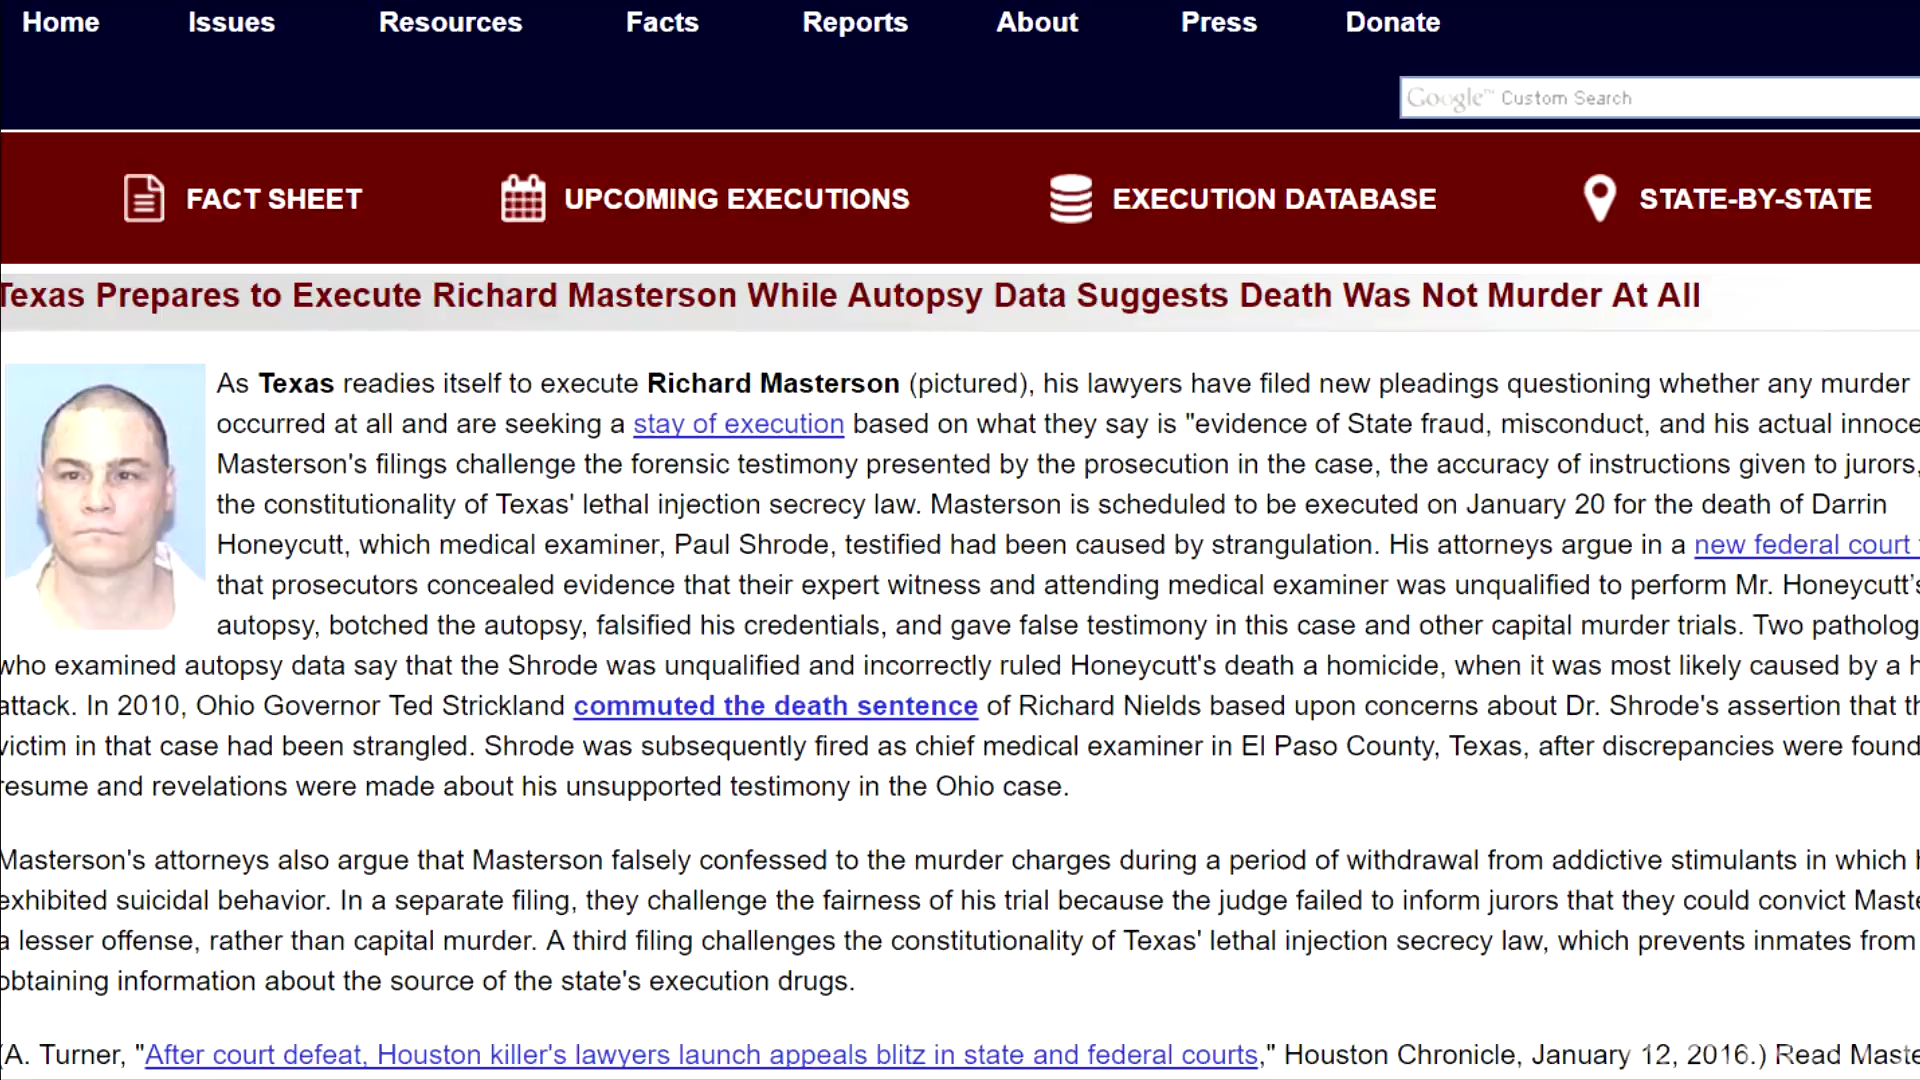 Home Issues Resources Facts Reports About Press Donate
Google™ Custom Search
FACT SHEET UPCOMING EXECUTIONS EXECUTION DATABASE STATE-BY-STATE
Texas Prepares to Execute Richard Masterson While Autopsy Data Suggests Death Was Not Murder At All
As Texas readies itself to execute Richard Masterson (pictured), his lawyers have filed new pleadings questioning whether any murder
occurred at all and are seeking a stay of execution based on what they say is "evidence of State fraud, misconduct, and his actual innoce
Masterson's filings challenge the forensic testimony presented by the prosecution in the case, the accuracy of instructions given to jurors,
the constitutionality of Texas' lethal injection secrecy law. Masterson is scheduled to be executed on January 20 for the death of Darrin
Honeycutt, which medical examiner, Paul Shrode, testified had been caused by strangulation. His attorneys argue in a new federal court
that prosecutors concealed evidence that their expert witness and attending medical examiner was unqualified to perform Mr. Honeycutt's
autopsy, botched the autopsy, falsified his credentials, and gave false testimony in this case and other capital murder trials. Two patholog
who examined autopsy data say that the Shrode was unqualified and incorrectly ruled Honeycutt's death a homicide, when it was most likely caused by a h
attack. In 2010, Ohio Governor Ted Strickland commuted the death sentence of Richard Nields based upon concerns about Dr. Shrode's assertion that th
victim in that case had been strangled. Shrode was subsequently fired as chief medical examiner in El Paso County, Texas, after discrepancies were found
resume and revelations were made about his unsupported testimony in the Ohio case.
Masterson's attorneys also argue that Masterson falsely confessed to the murder charges during a period of withdrawal from addictive stimulants in which h
exhibited suicidal behavior. In a separate filing, they challenge the fairness of his trial because the judge failed to inform jurors that they could convict Maste
a lesser offense, rather than capital murder. A third filing challenges the constitutionality of Texas' lethal injection secrecy law, which prevents inmates from
obtaining information about the source of the state's execution drugs.
(A. Turner, "After court defeat, Houston killer's lawyers launch appeals blitz in state and federal courts," Houston Chronicle, January 12, 2016.) Read Maste